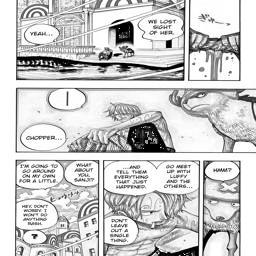 WE LOST
SIGHT
OF HER.
YEAH...
CHOPPER...
HMM?
GO MEET
UP WITH
LUFFY
AND THE
OTHERS...
...AND
TELL THEM
EVERYTHING
THAT JUST
HAPPENED.
DON'T
LEAVE OUT
A SINGLE
THING.
WHAT
ABOUT
YOU,
SANJI?
I'M GOING TO
GO AROUND
ON MY OWN
FOR A LITTLE.
HEY, DON'T
WORRY. I
WON'T DO
ANYTHING
RASH.